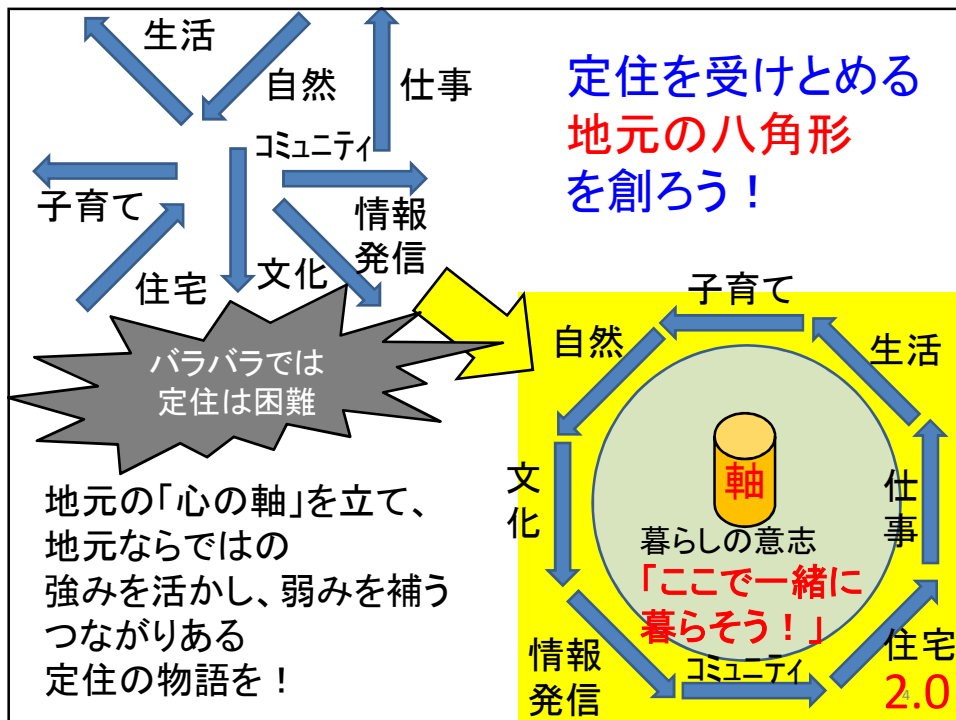 生活
自然
仕事
コミュニティ
子育て
情報
発信
住宅
文化
定住を受けとめる
地元の八角形
を創ろう！
バラバラでは
定住は困難
地元の「心の軸」を立て、
地元ならではの
強みを活かし、弱みを補う
つながりある
定住の物語を！
子育て
自然
生活
文化
仕事
軸
暮らしの意志
「ここで一緒に
暮らそう！」
情報
発信
コミュニティ
住宅
2.0
4